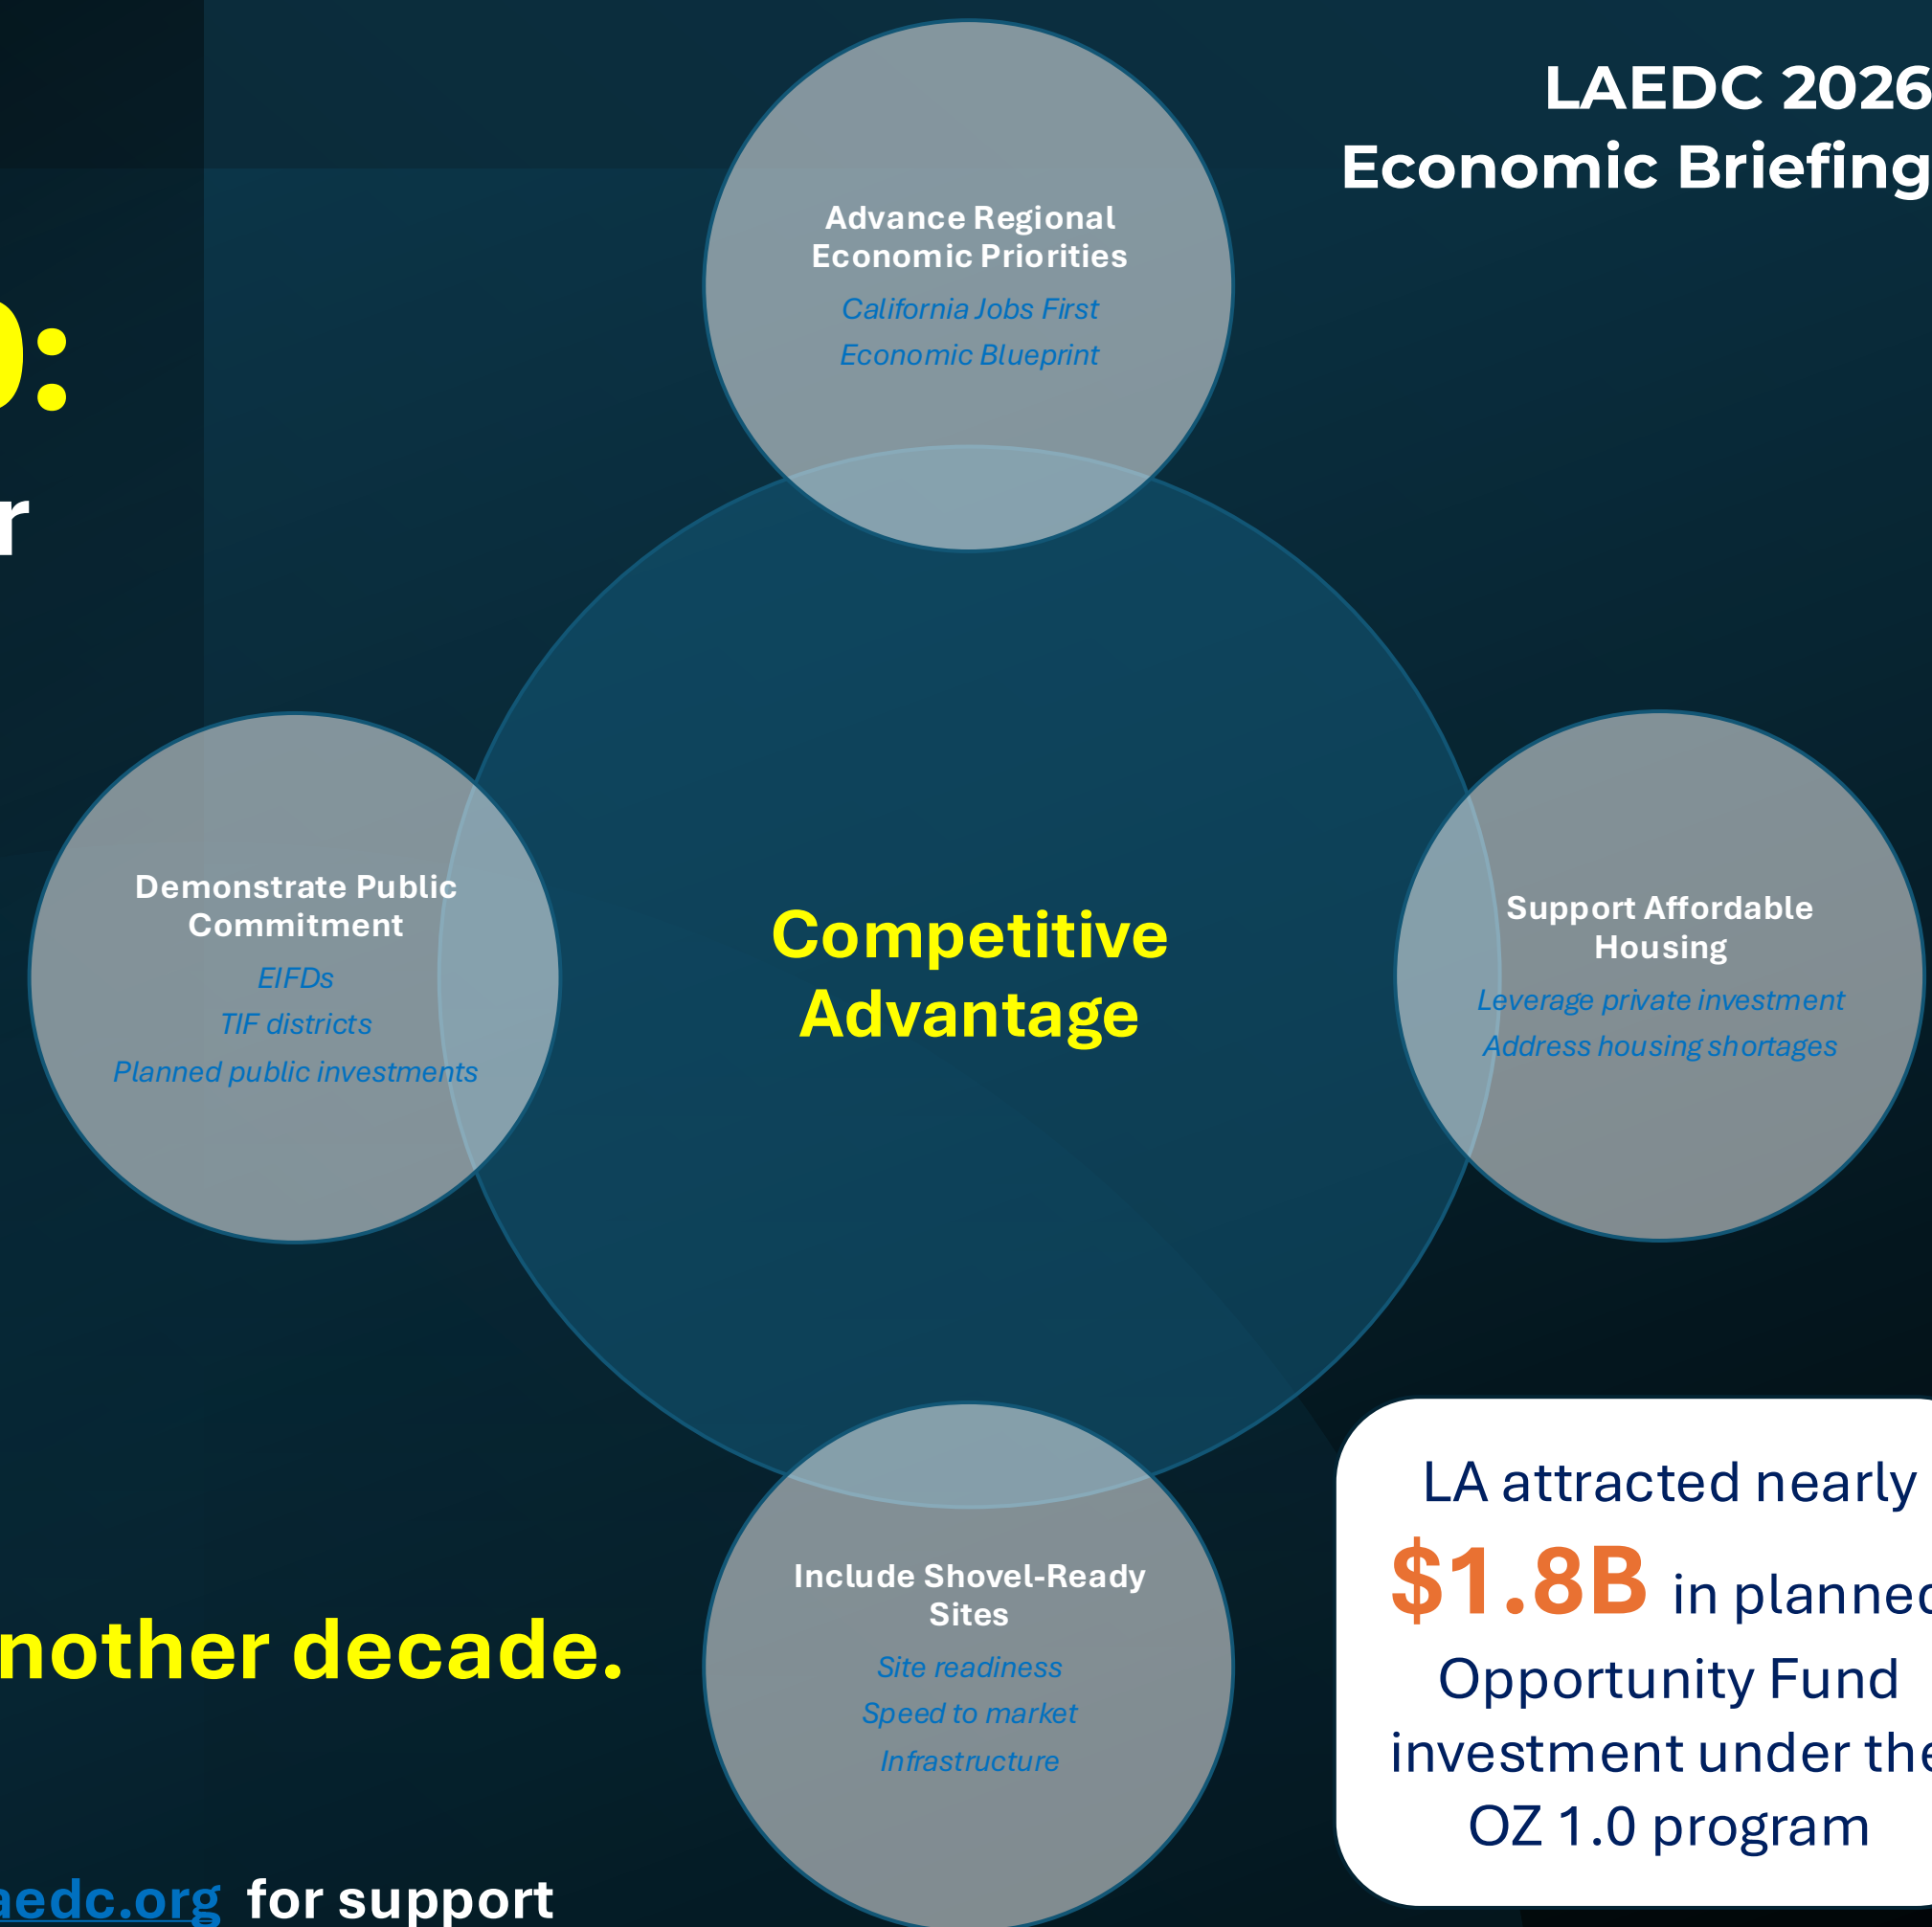 LAEDC 2026
Economic Briefing
0:
r
Advance Regional
Economic Priorities
California Jobs First
Economic Blueprint
Demonstrate Public
Commitment
EIFDs
TIF districts
Planned public investments
Competitive
Advantage
Support Affordable
Housing
Leverage private investment
Address housing shortages
Include Shovel-Ready
Sites
Site readiness
Speed to market
Infrastructure
nother decade.
aedc.org for support
LA attracted nearly
$1.8B in planned
Opportunity Fund
investment under the
OZ 1.0 program